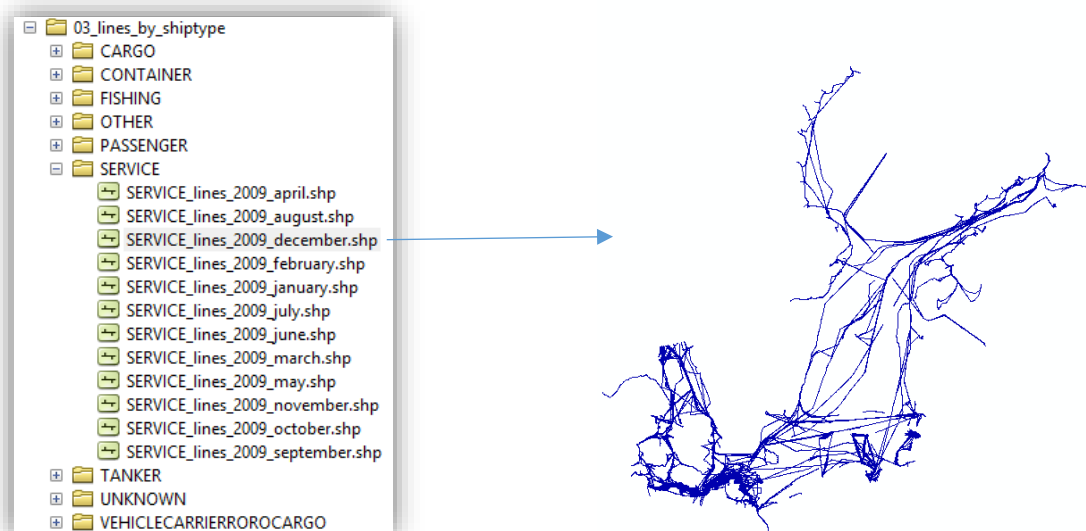 03_lines_by_shiptype
CARGO
CONTAINER
FISHING
OTHER
PASSENGER
SERVICE
SERVICE_lines_2009_april.shp
SERVICE_lines_2009_august.shp
SERVICE_lines_2009_december.shp
SERVICE_lines_2009_february.shp
SERVICE_lines_2009_january.shp
SERVICE_lines_2009_july.shp
SERVICE_lines_2009_june.shp
SERVICE_lines_2009_march.shp
SERVICE_lines_2009_may.shp
SERVICE_lines_2009_november.shp
SERVICE_lines_2009_october.shp
SERVICE_lines_2009_september.shp
TANKER
UNKNOWN
VEHICLECARRIERROROCARGO